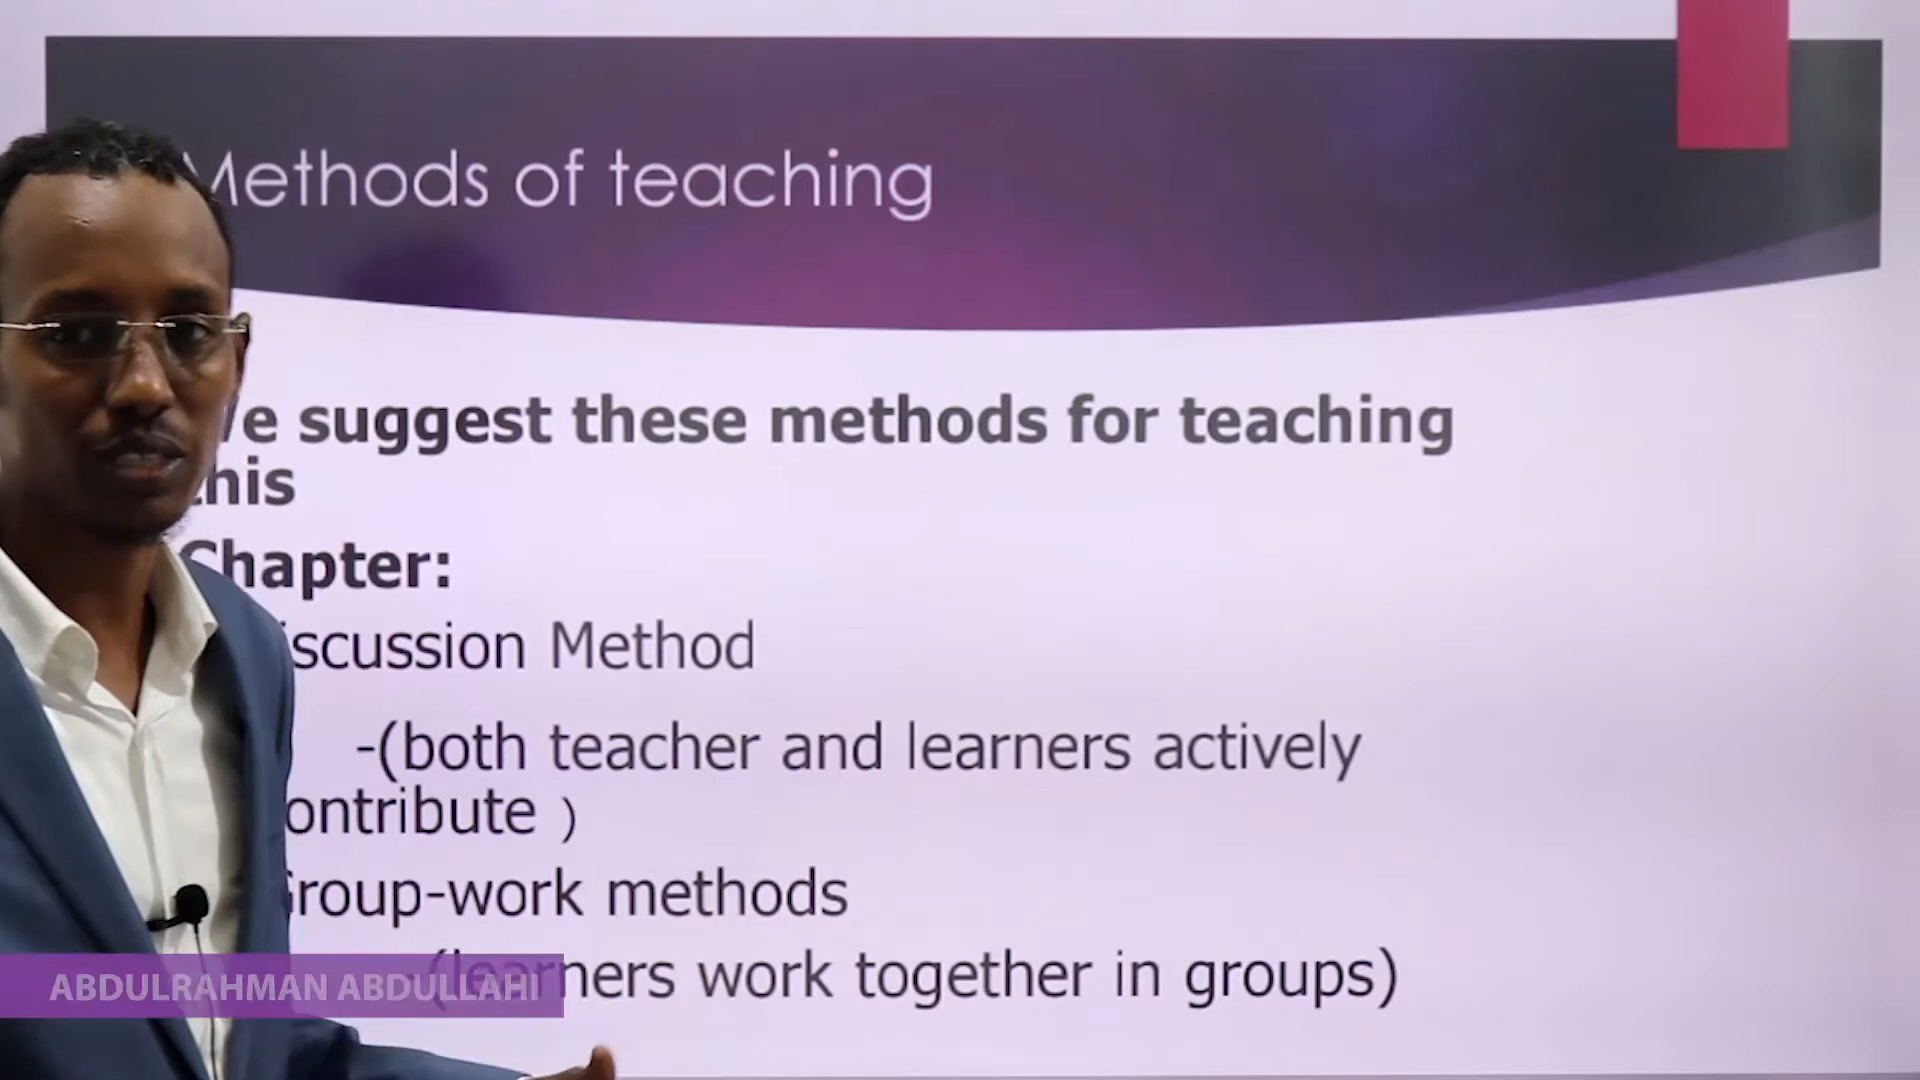 Methods of teaching
We suggest these methods for teaching
this
Chapter:
Discussion Method
-(both teacher and learners actively
contribute )
Group-work methods
-(learners work together in groups)
ABDULRAHMAN ABDULLAHI